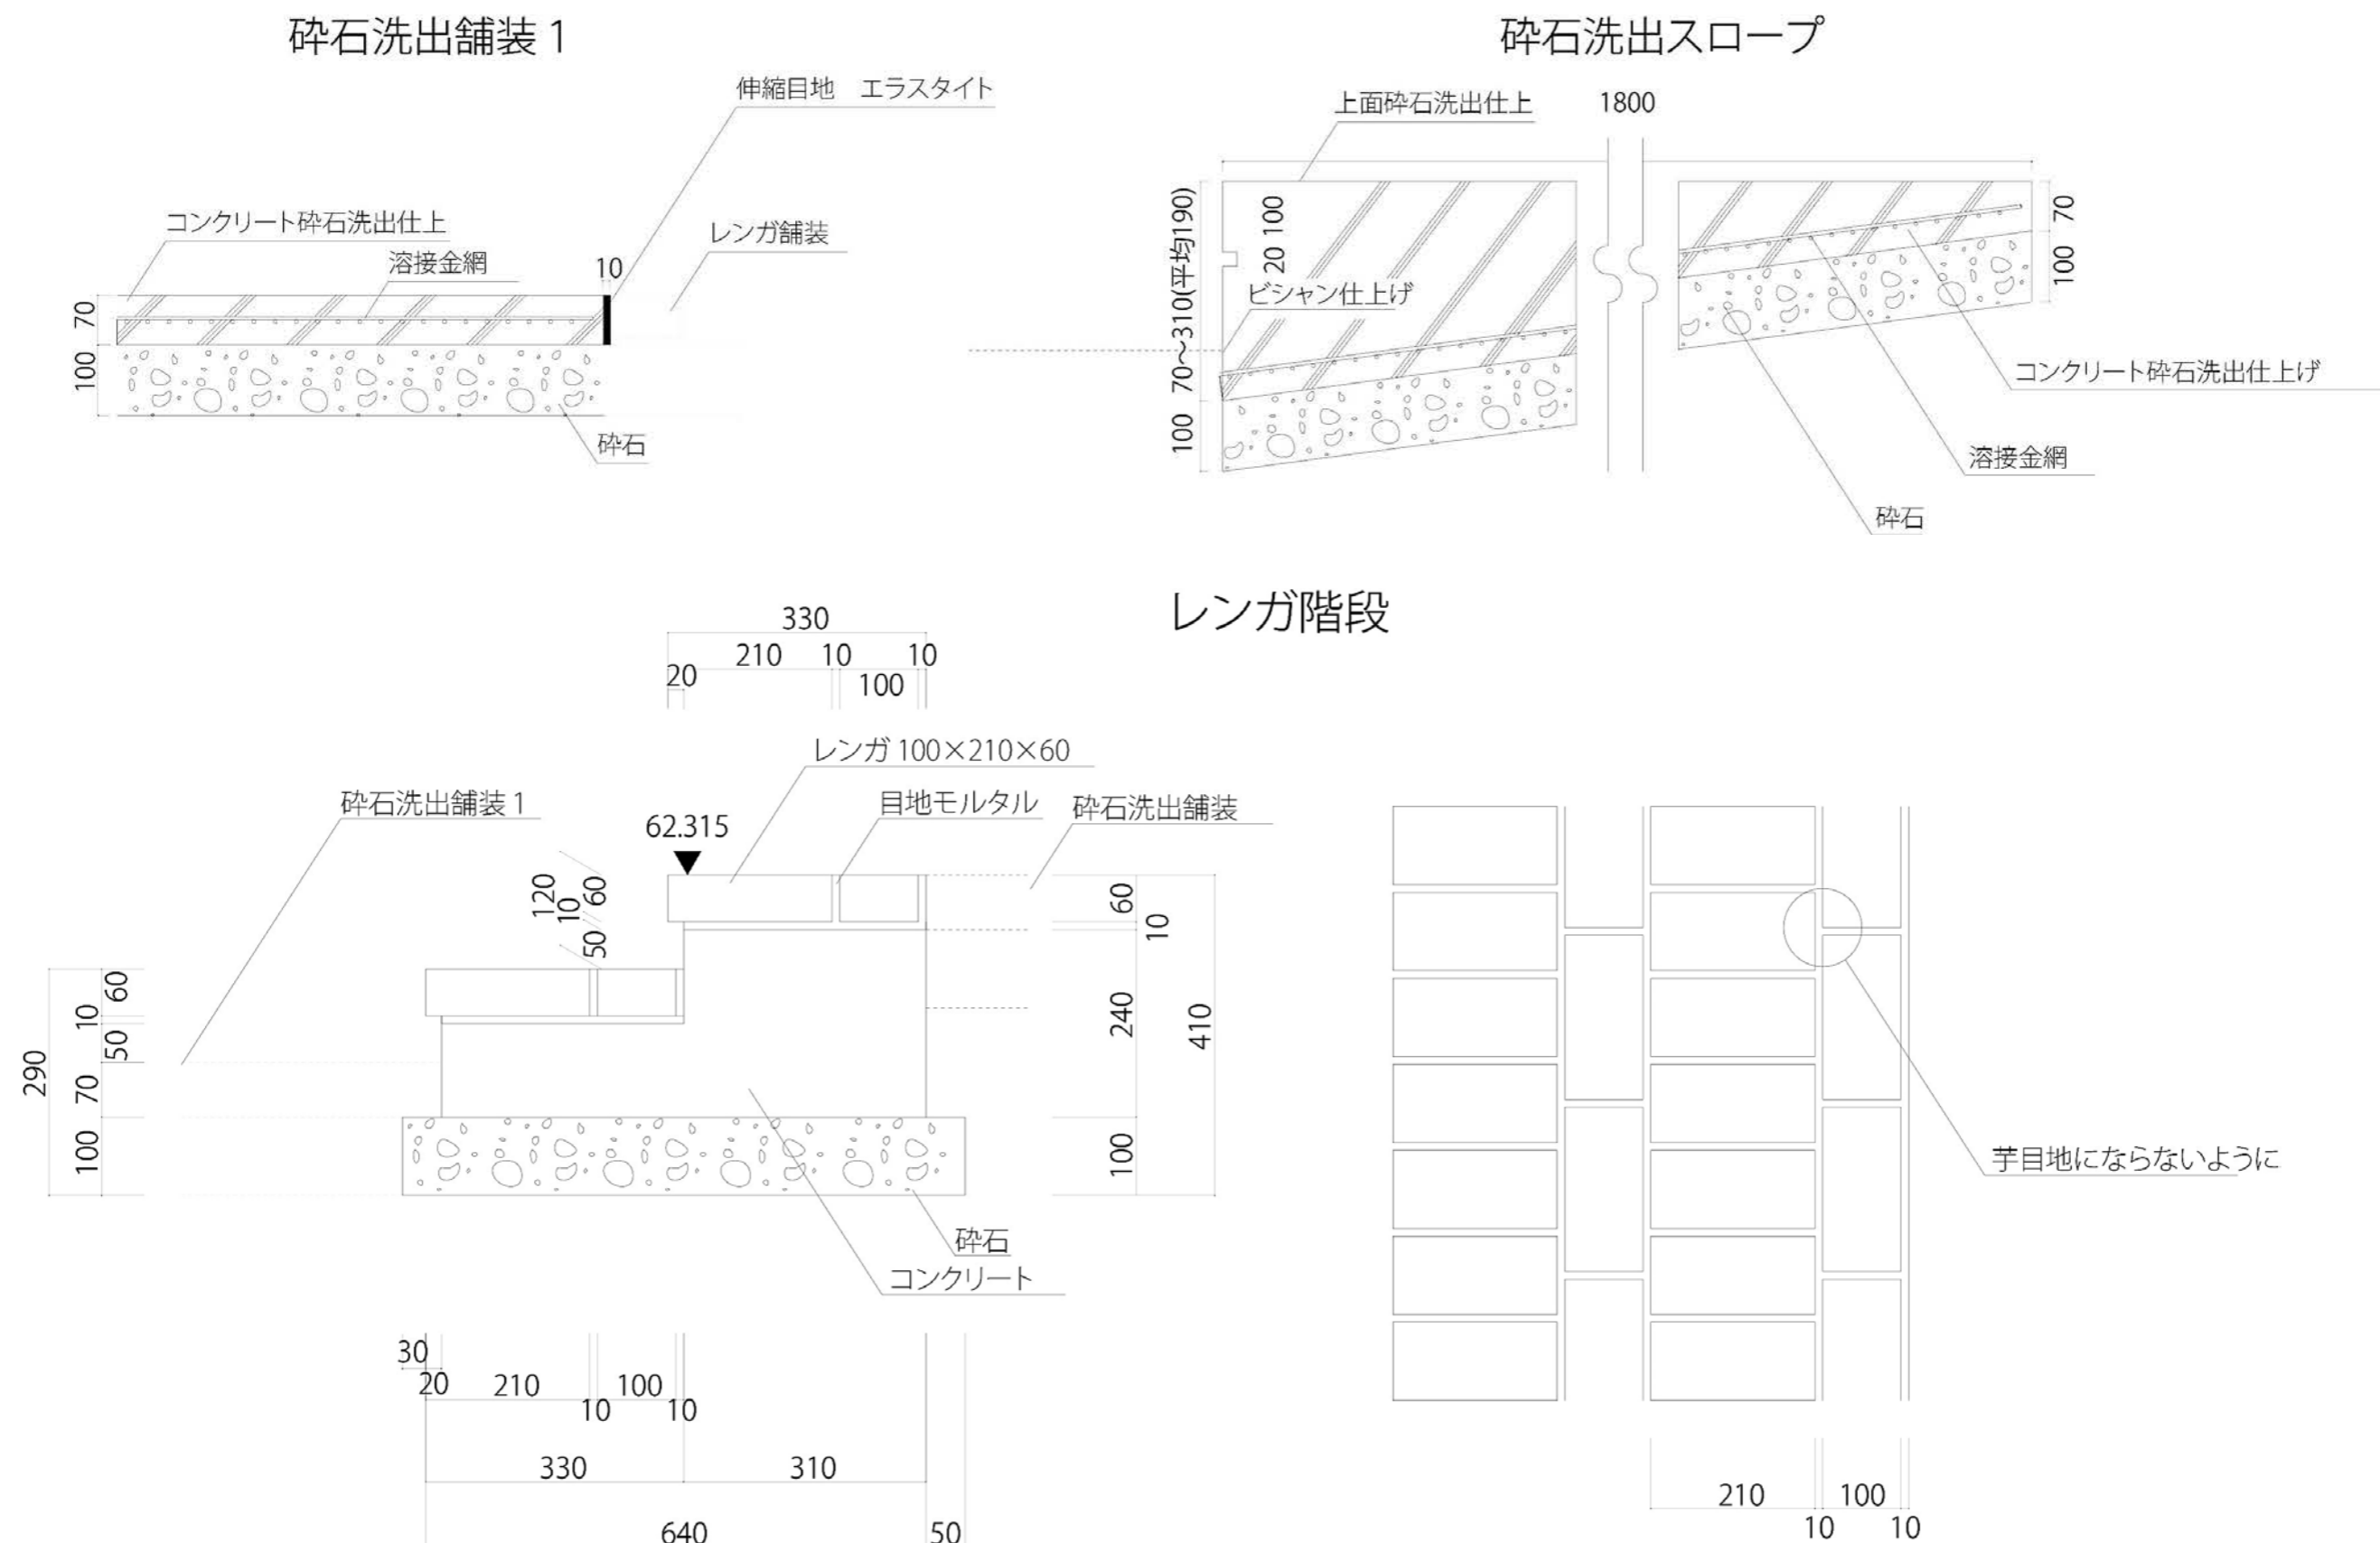 砕石洗出舗装 1
伸縮目地　エラスタイト
コンクリート砕石洗出仕上
溶接金網
10
レンガ舗装
70
100
砕石
砕石洗出スロープ
上面砕石洗出仕上
1800
70～310(平均190)
100
20 100
ビシャン仕上げ
70
100
コンクリート砕石洗出仕上げ
溶接金網
砕石
レンガ階段
330
210
10
10
20
100
レンガ 100×210×60
砕石洗出舗装 1
目地モルタル
砕石洗出舗装
62.315
120
10
60
50
60
10
240
410
100
60
10
50
290
70
100
砕石
コンクリート
30
20
210
100
10
10
330
310
640
50
芋目地にならないように
210
100
10
10